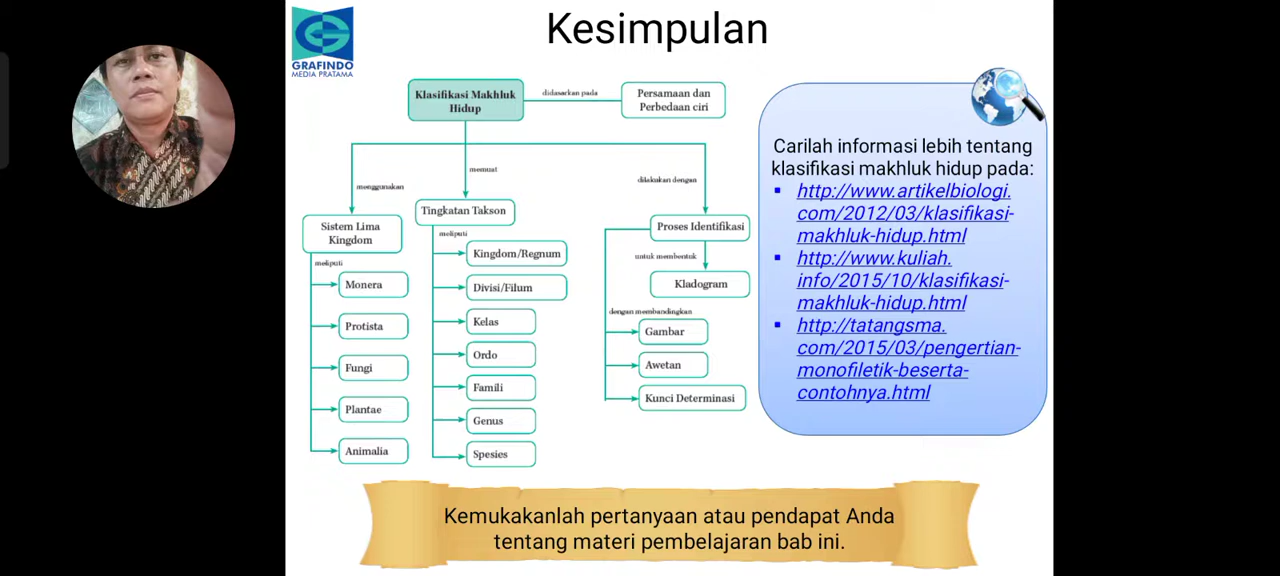 Kesimpulan
GRAFINDO
MEDIA PRATAMA
Klasifikasi Makhluk
Hidup
didasarkan pada
Persamaan dan
Perbedaan ciri
menggunakan
memuat
dilakukan dengan
Sistem Lima
Kingdom
meliputi
Monera
Protista
Fungi
Plantae
Animalia
Tingkatan Takson
meliputi
Kingdom/Regnum
Divisi/Filum
Kelas
Ordo
Famili
Genus
Spesies
Proses Identifikasi
untuk membentuk
Kladogram
dengan membandingkan
Gambar
Awetan
Kunci Determinasi
Carilah informasi lebih tentang
klasifikasi makhluk hidup pada:
▪ http://www.artikelbiologi.
com/2012/03/klasifikasi-
makhluk-hidup.html
▪ http://www.kuliah.
info/2015/10/klasifikasi-
makhluk-hidup.html
▪ http://tatangsma.
com/2015/03/pengertian-
monofiletik-beserta-
contohnya.html
Kemukakanlah pertanyaan atau pendapat Anda
tentang materi pembelajaran bab ini.